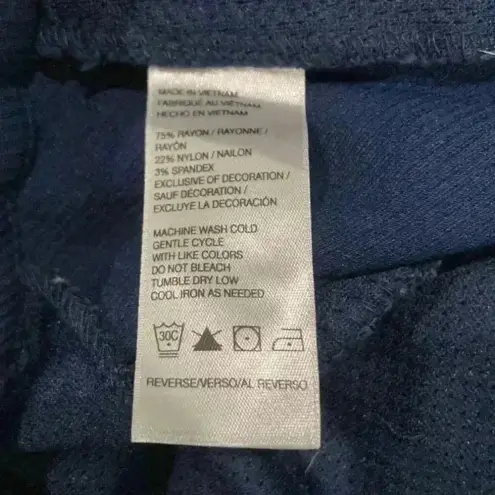 MADE IN VIETNAM
FABRIQUÉ AU VIETNAM
HECHO EN VIETNAM
75% RAYON / RAYONNE /
RAYÓN
22% NYLON / NAILON
3% SPANDEX
EXCLUSIVE OF DECORATION /
SAUF DÉCORATION /
EXCLUYE LA DECORACIÓN
MACHINE WASH COLD
GENTLE CYCLE
WITH LIKE COLORS
DO NOT BLEACH
TUMBLE DRY LOW
COOL IRON AS NEEDED
30C
REVERSE/VERSO/AL REVERSO